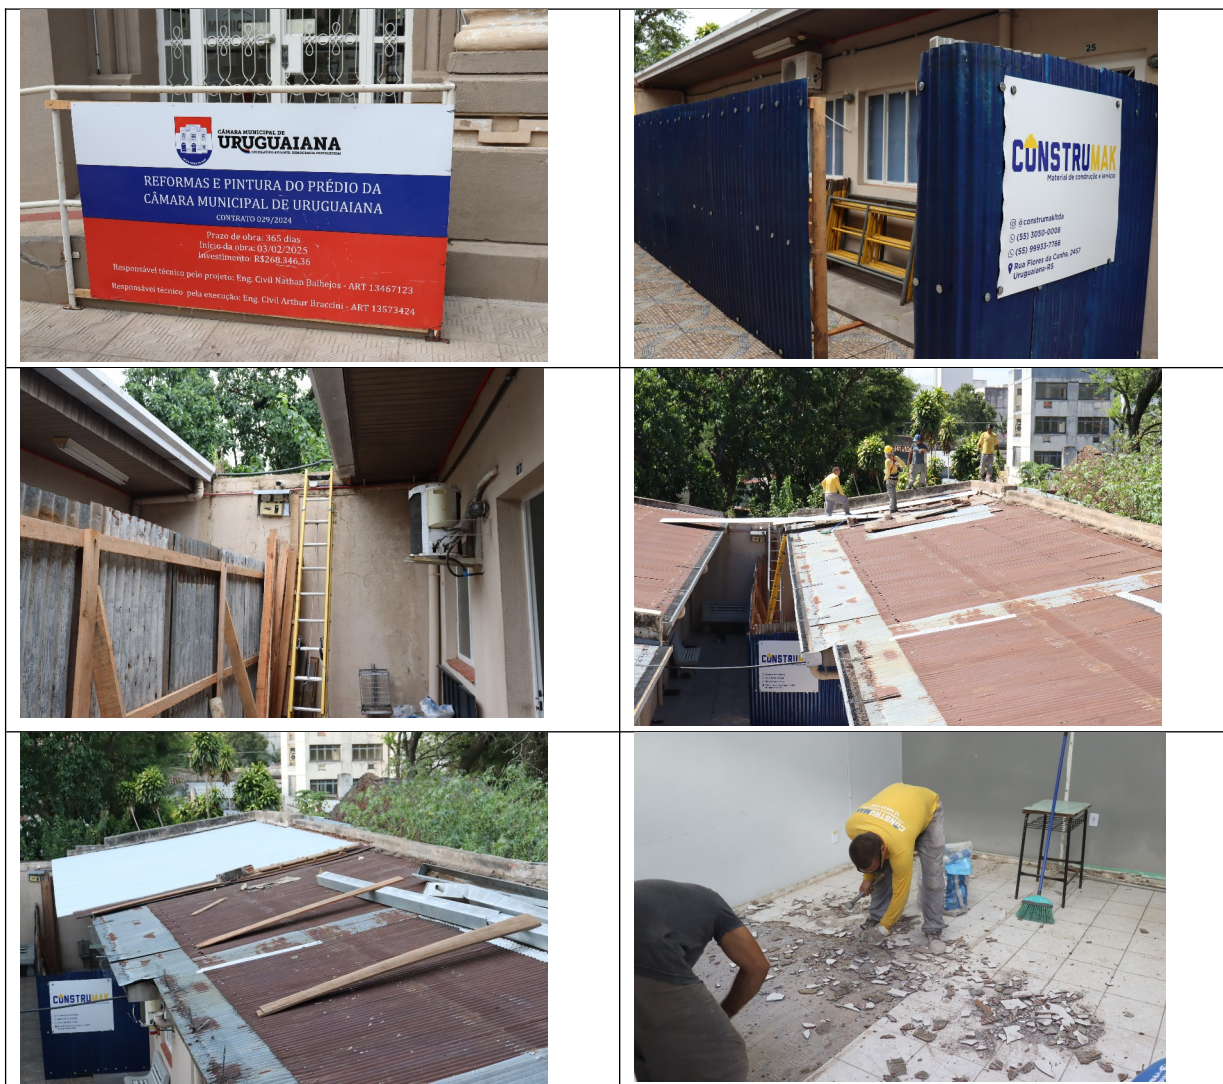 CÂMARA MUNICIPAL DE
URUGUAIANA
REFORMAS E PINTURA DO PRÉDIO DA
CÂMARA MUNICIPAL DE URUGUAIANA
CONTRATO 029/2024
Prazo de obra: 365 dias
Início da obra: 03/02/2025
Investimento: R$268.346,36
Responsável técnico pelo projeto: Eng. Civil Nathan Bulhejos - ART 13467123
Responsável técnico pela execução: Eng. Civil Arthur Braccini - ART 13573424
25
CONSTRUMAK
Material de construção e serviços
@construmakltda
(55) 3050-0008
(55) 99933-7766
Rua Flores da Cunha, 2457
Uruguaiana-RS
CONSTRU
CONSTRUMAK
CONSTRUMAK